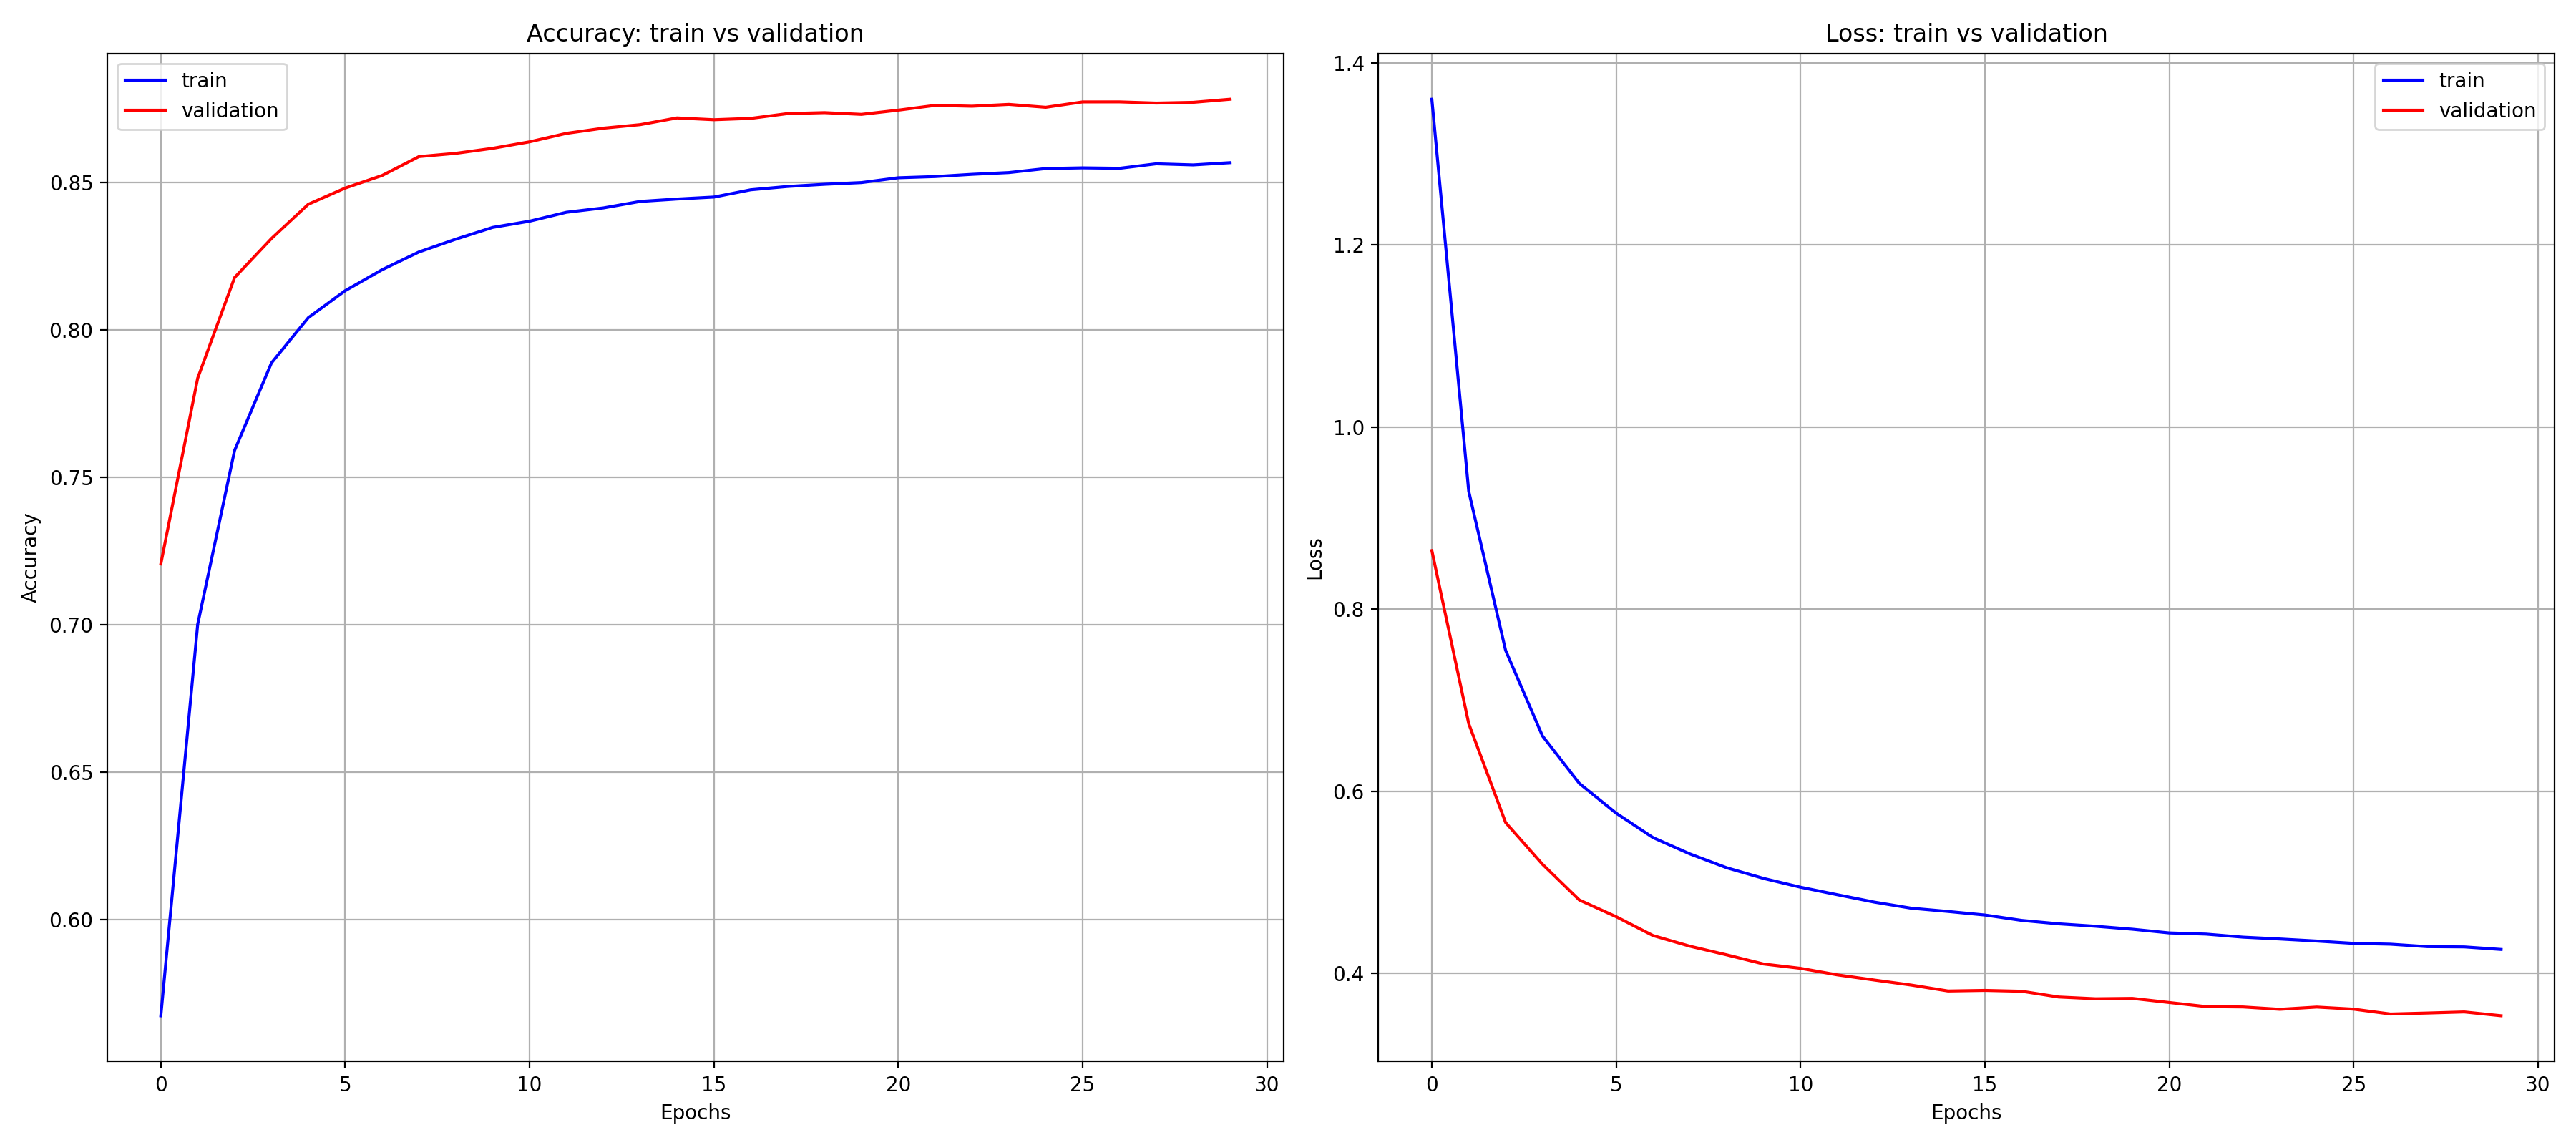 Accuracy: train vs validation
train
validation
Accuracy
0.85
0.80
0.75
0.70
0.65
0.60
0 5 10 15 20 25 30
Epochs
Loss: train vs validation
train
validation
Loss
1.4
1.2
1.0
0.8
0.6
0.4
0 5 10 15 20 25 30
Epochs